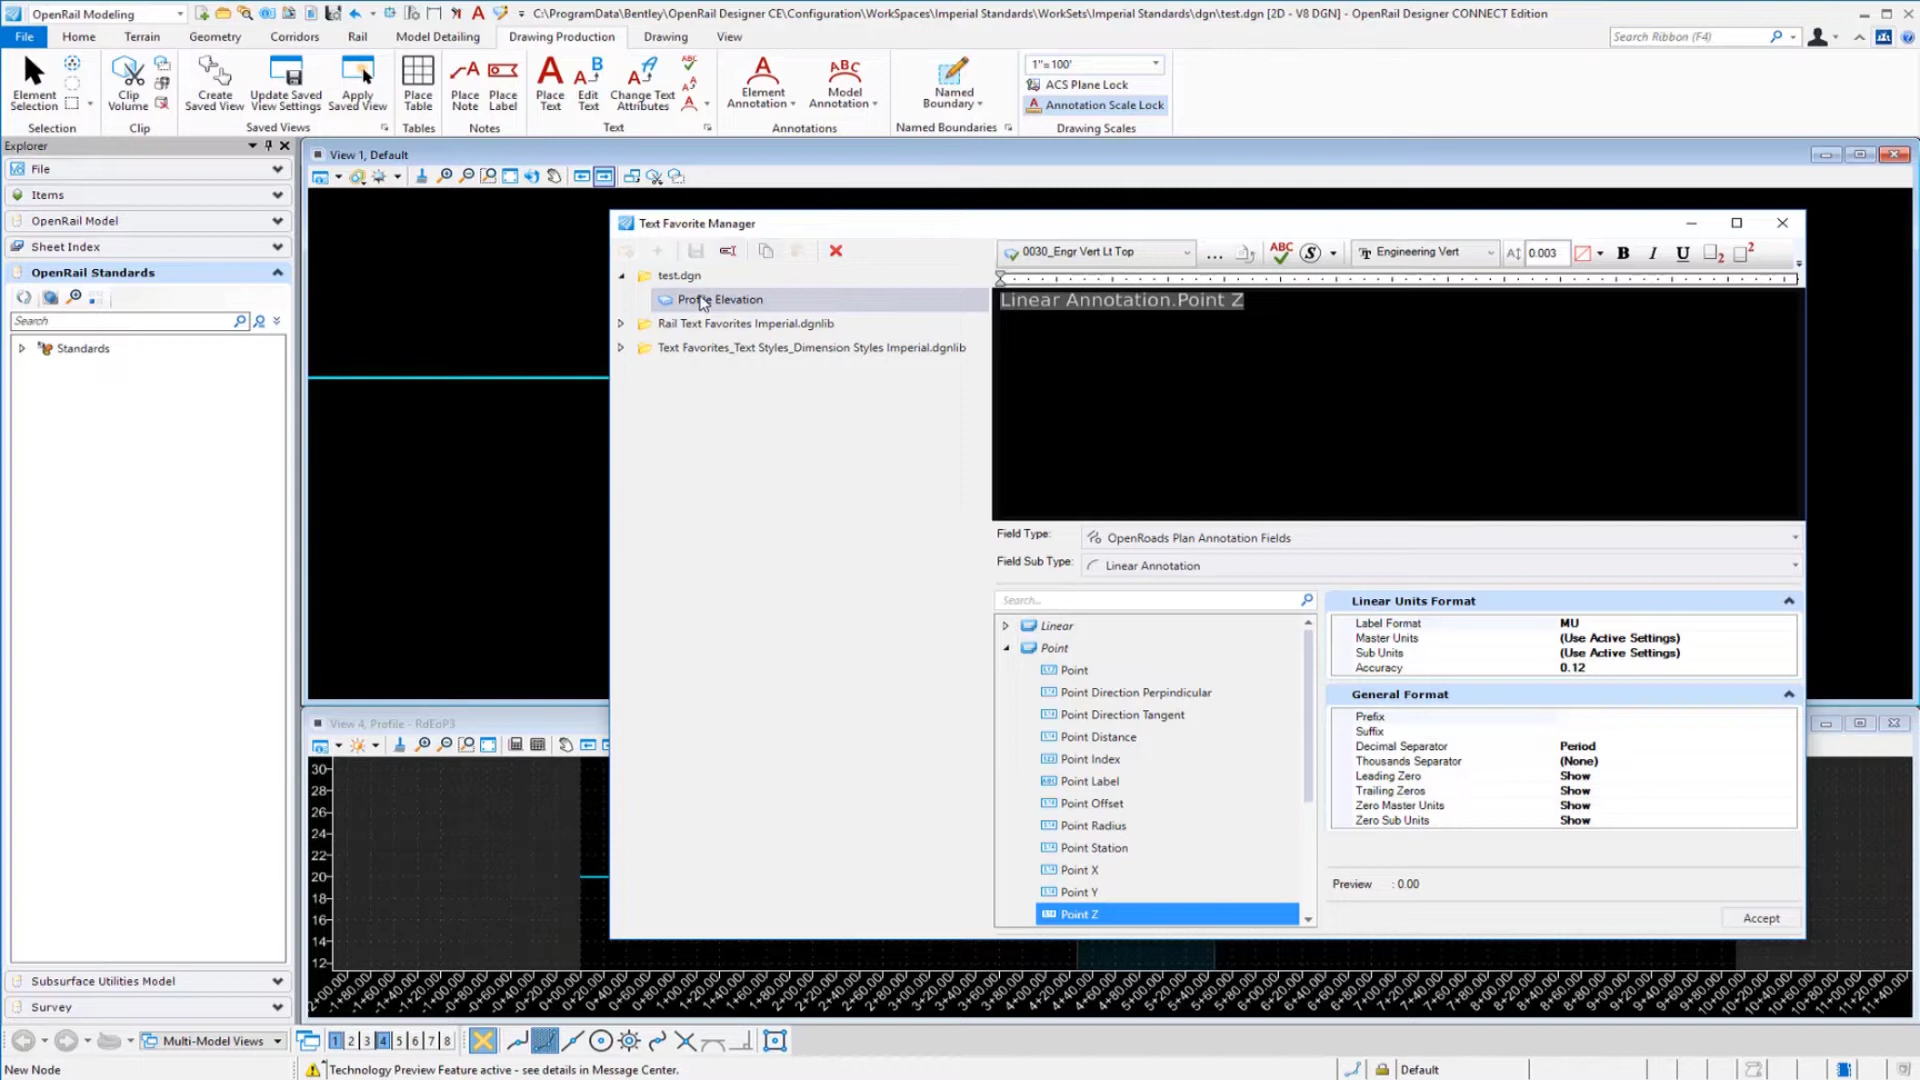 OpenRail Modeling
C:\ProgramData\Bentley\OpenRail Designer CE\Configuration\WorkSpaces\Imperial Standards\WorkSets\Imperial Standards\dgn\test.dgn [2D - V8 DGN] - OpenRail Designer CONNECT Edition
File Home Terrain Geometry Corridors Rail Model Detailing Drawing Production Drawing View
Search Ribbon (F4)
Element Selection
Selection
Clip Volume
Clip
Create Saved View
Update Saved View Settings
Apply Saved View
Saved Views
Place Table
Tables
Place Note
Place Label
Notes
Place Text
Edit Text
Change Text Attributes
Text
Element Annotation
Model Annotation
Annotations
Named Boundary
Named Boundaries
1"=100'
ACS Plane Lock
Annotation Scale Lock
Drawing Scales
Explorer
File
Items
OpenRail Model
Sheet Index
OpenRail Standards
Search
Standards
Subsurface Utilities Model
Survey
View 1, Default
Text Favorite Manager
test.dgn
Profile Elevation
Rail Text Favorites Imperial.dgnlib
Text Favorites_Text Styles_Dimension Styles Imperial.dgnlib
0030_Engr Vert Lt Top
ABC
Engineering Vert
0.003
B I U
Linear Annotation.Point Z
Field Type: OpenRoads Plan Annotation Fields
Field Sub Type: Linear Annotation
Search...
Linear
Point
Point
Point Direction Perpendicular
Point Direction Tangent
Point Distance
Point Index
Point Label
Point Offset
Point Radius
Point Station
Point X
Point Y
Point Z
Linear Units Format
Label Format MU
Master Units (Use Active Settings)
Sub Units (Use Active Settings)
Accuracy 0.12
General Format
Prefix
Suffix
Decimal Separator Period
Thousands Separator (None)
Leading Zero Show
Trailing Zeros Show
Zero Master Units Show
Zero Sub Units Show
Preview : 0.00
Accept
View 4, Profile - RdEoP3
30
28
26
24
22
20
18
16
14
12
Multi-Model Views
1 2 3 4 5 6 7 8
New Node
Technology Preview Feature active - see details in Message Center.
Default